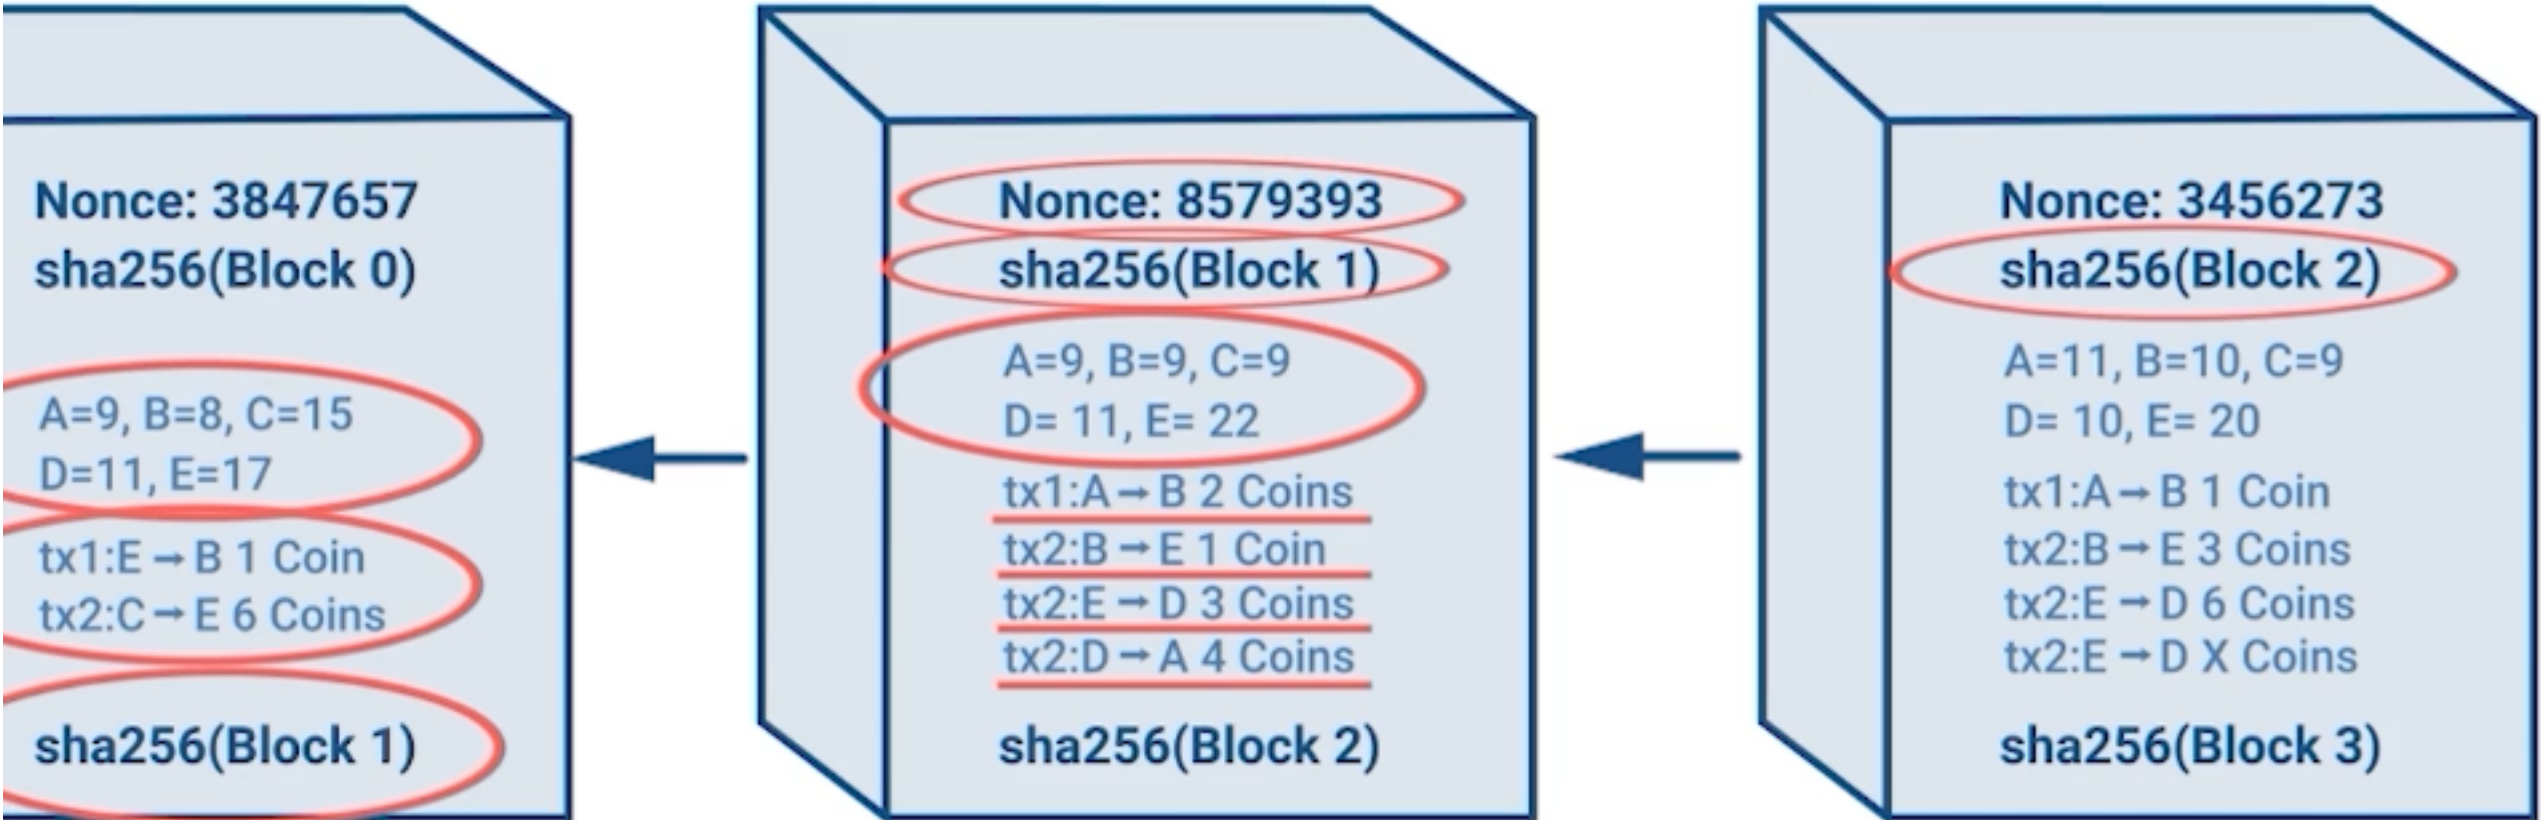 Nonce: 3847657
sha256(Block 0)
A=9, B=8, C=15
D=11, E=17
tx1:E→B 1 Coin
tx2:C→E 6 Coins
sha256(Block 1)
Nonce: 8579393
sha256(Block 1)
A=9, B=9, C=9
D= 11, E= 22
tx1:A→B 2 Coins
tx2:B→E 1 Coin
tx2:E→D 3 Coins
tx2:D→A 4 Coins
sha256(Block 2)
Nonce: 3456273
sha256(Block 2)
A=11, B=10, C=9
D= 10, E= 20
tx1:A→B 1 Coin
tx2:B→E 3 Coins
tx2:E→D 6 Coins
tx2:E→D X Coins
sha256(Block 3)